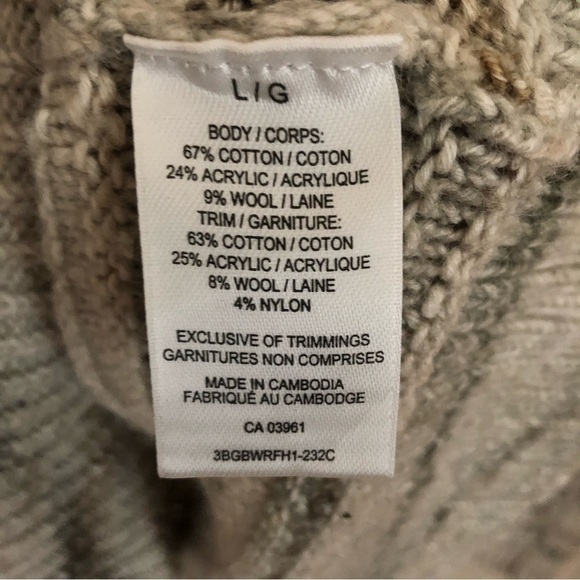 L / G
BODY / CORPS:
67% COTTON / COTON
24% ACRYLIC / ACRYLIQUE
9% WOOL / LAINE
TRIM / GARNITURE:
63% COTTON / COTON
25% ACRYLIC / ACRYLIQUE
8% WOOL / LAINE
4% NYLON
EXCLUSIVE OF TRIMMINGS
GARNITURES NON COMPRISES
MADE IN CAMBODIA
FABRIQUÉ AU CAMBODGE
CA 03961
3BGBWRFH1-232C